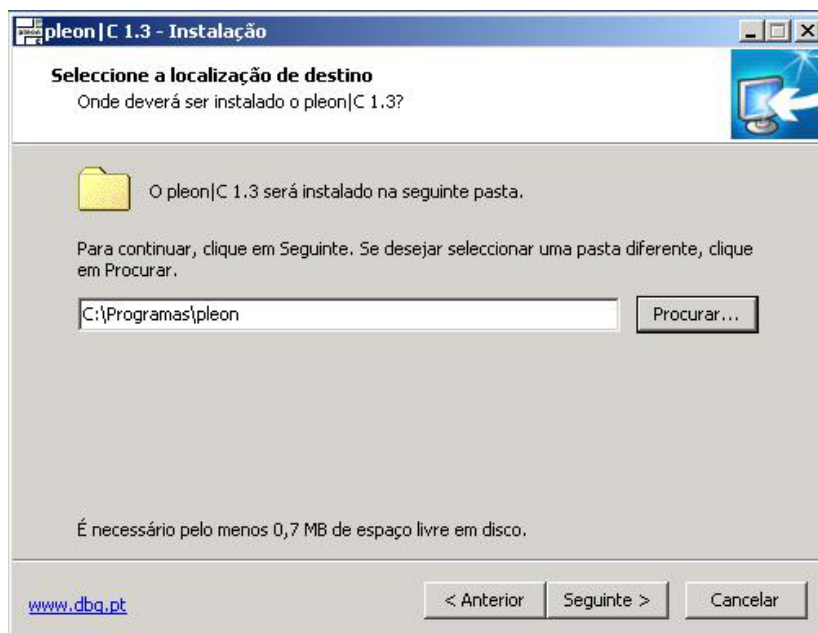 pleon|C 1.3 - Instalação
Seleccione a localização de destino
Onde deverá ser instalado o pleon|C 1.3?
O pleon|C 1.3 será instalado na seguinte pasta.
Para continuar, clique em Seguinte. Se desejar seleccionar uma pasta diferente, clique
em Procurar.
C:\Programas\pleon
Procurar...
É necessário pelo menos 0,7 MB de espaço livre em disco.
www.dbg.pt
< Anterior
Seguinte >
Cancelar